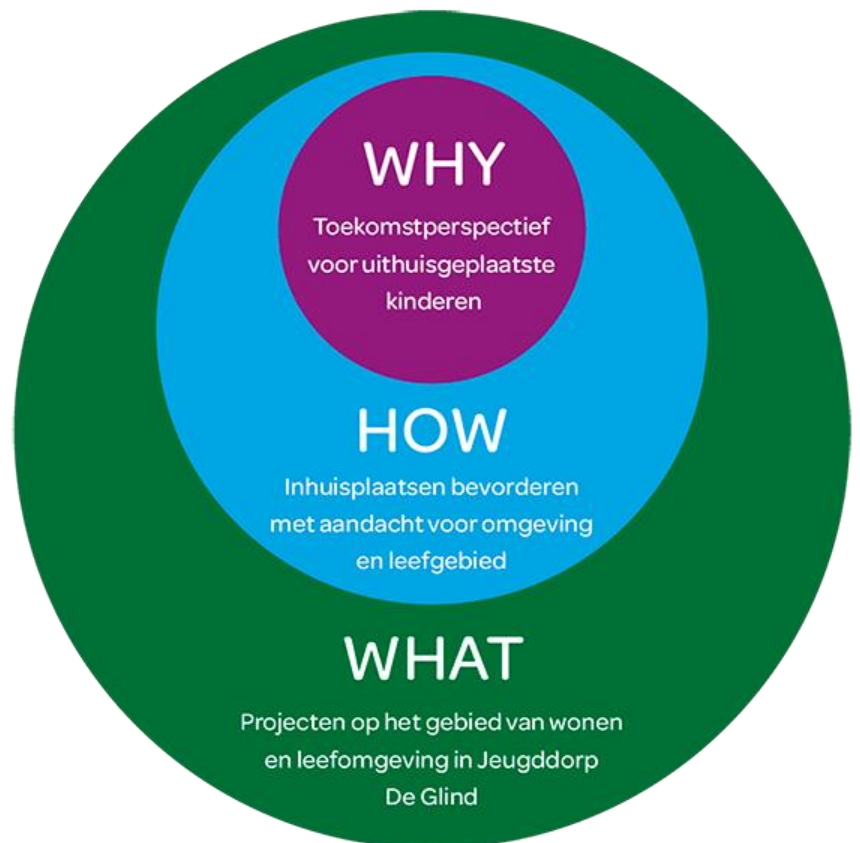 WHY
Toekomstperspectief
voor uithuisgeplaatste
kinderen
HOW
Inhuisplaatsen bevorderen
met aandacht voor omgeving
en leefgebied
WHAT
Projecten op het gebied van wonen
en leefomgeving in Jeugddorp
De Glind